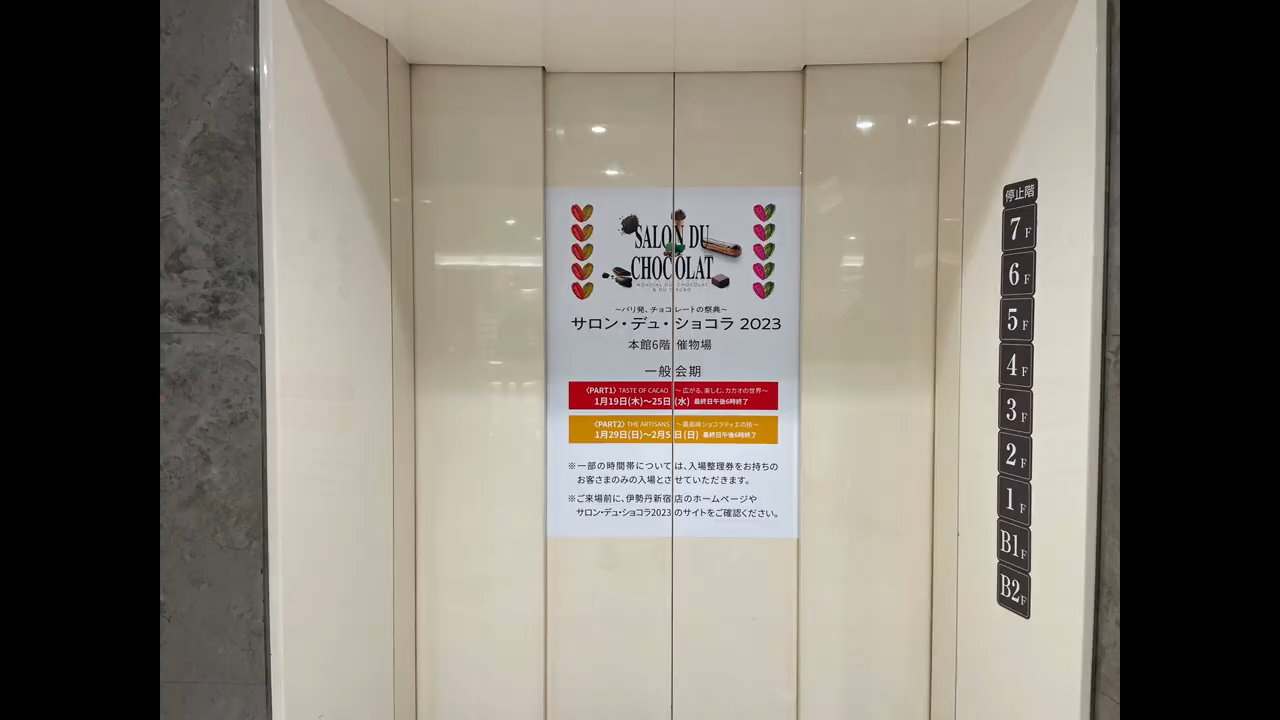 SALON DU
CHOCOLAT
MONDIAL DU CHOCOLAT
& DU CACAO
～パリ発、チョコレートの祭典～
サロン・デュ・ショコラ 2023
本館6階 催物場
一般会期
〈PART1〉 TASTE OF CACAO ～広がる、楽しむ、カカオの世界～
1月19日(木)～25日(水) 最終日午後6時終了
〈PART2〉 THE ARTISANS ～最高峰ショコラティエの技～
1月29日(日)～2月5日(日) 最終日午後6時終了
※一部の時間帯については、入場整理券をお持ちの
お客さまのみの入場とさせていただきます。
※ご来場前に、伊勢丹新宿店のホームページや
サロン・デュ・ショコラ2023のサイトをご確認ください。
停止階
7F
6F
5F
4F
3F
2F
1F
B1F
B2F